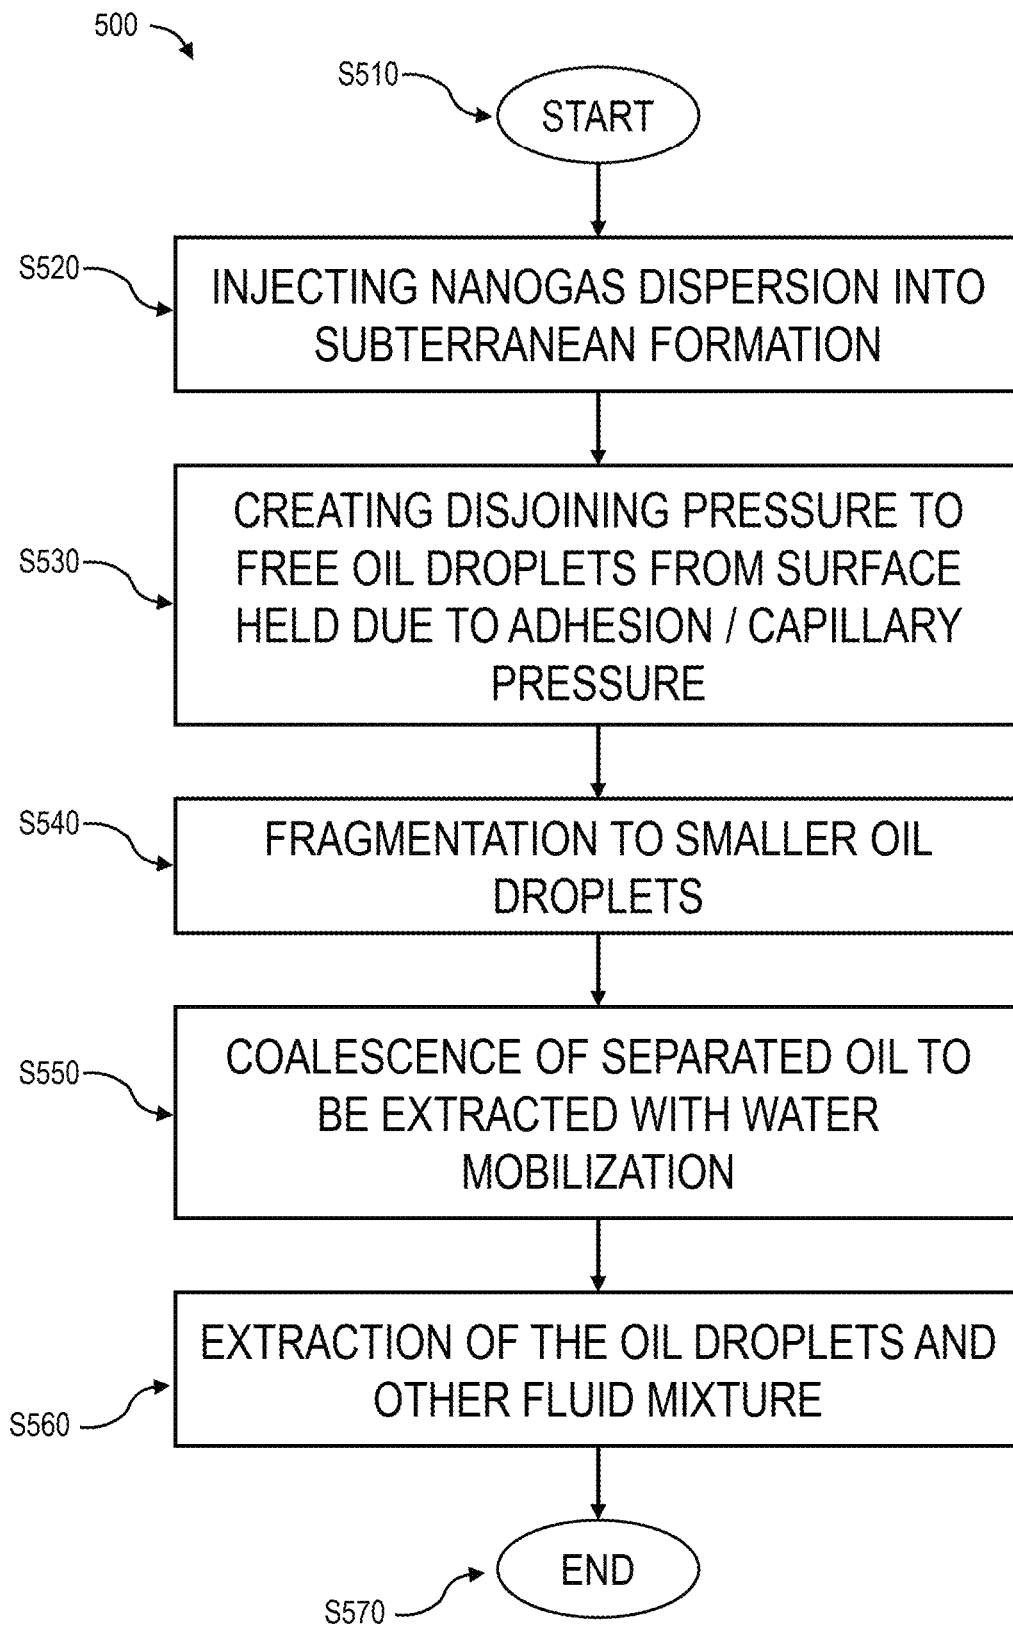 500
S510
START
S520
INJECTING NANOGAS DISPERSION INTO
SUBTERRANEAN FORMATION
S530
CREATING DISJOINING PRESSURE TO
FREE OIL DROPLETS FROM SURFACE
HELD DUE TO ADHESION / CAPILLARY
PRESSURE
S540
FRAGMENTATION TO SMALLER OIL
DROPLETS
S550
COALESCENCE OF SEPARATED OIL TO
BE EXTRACTED WITH WATER
MOBILIZATION
S560
EXTRACTION OF THE OIL DROPLETS AND
OTHER FLUID MIXTURE
S570
END